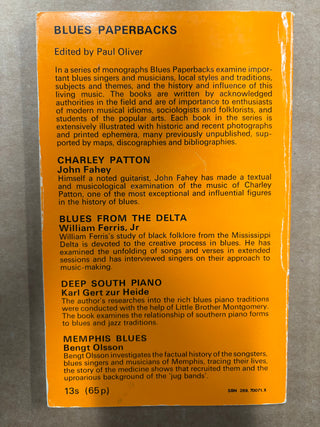 BLUES PAPERBACKS
Edited by Paul Oliver
In a series of monographs Blues Paperbacks examine impor-
tant blues singers and musicians, local styles and traditions,
subjects and themes, and the history and influence of this
living music. The books are written by acknowledged
authorities in the field and are of importance to enthusiasts
of modern musical idioms, sociologists and folklorists, and
students of the popular arts. Each book in the series is
extensively illustrated with historic and recent photographs
and printed ephemera, many previously unpublished, sup-
ported by maps, discographies and bibliographies.
CHARLEY PATTON
John Fahey
Himself a noted guitarist, John Fahey has made a textual
and musicological examination of the music of Charley
Patton, one of the most exceptional and influential figures
in the history of blues.
BLUES FROM THE DELTA
William Ferris, Jr
William Ferris's study of black folklore from the Mississippi
Delta is devoted to the creative process in blues. He has
examined the unfolding of songs and verses in extended
sessions and has interviewed singers on their approach to
music-making.
DEEP SOUTH PIANO
Karl Gert zur Heide
The author's researches into the rich blues piano traditions
were conducted with the help of Little Brother Montgomery.
The book examines the relationship of southern piano forms
to blues and jazz traditions.
MEMPHIS BLUES
Bengt Olsson
Bengt Olsson investigates the factual history of the songsters,
blues singers and musicians of Memphis, tracing their lives,
the story of the medicine shows that recruited them and the
uproarious background of the 'jug bands'.
13s (65p)